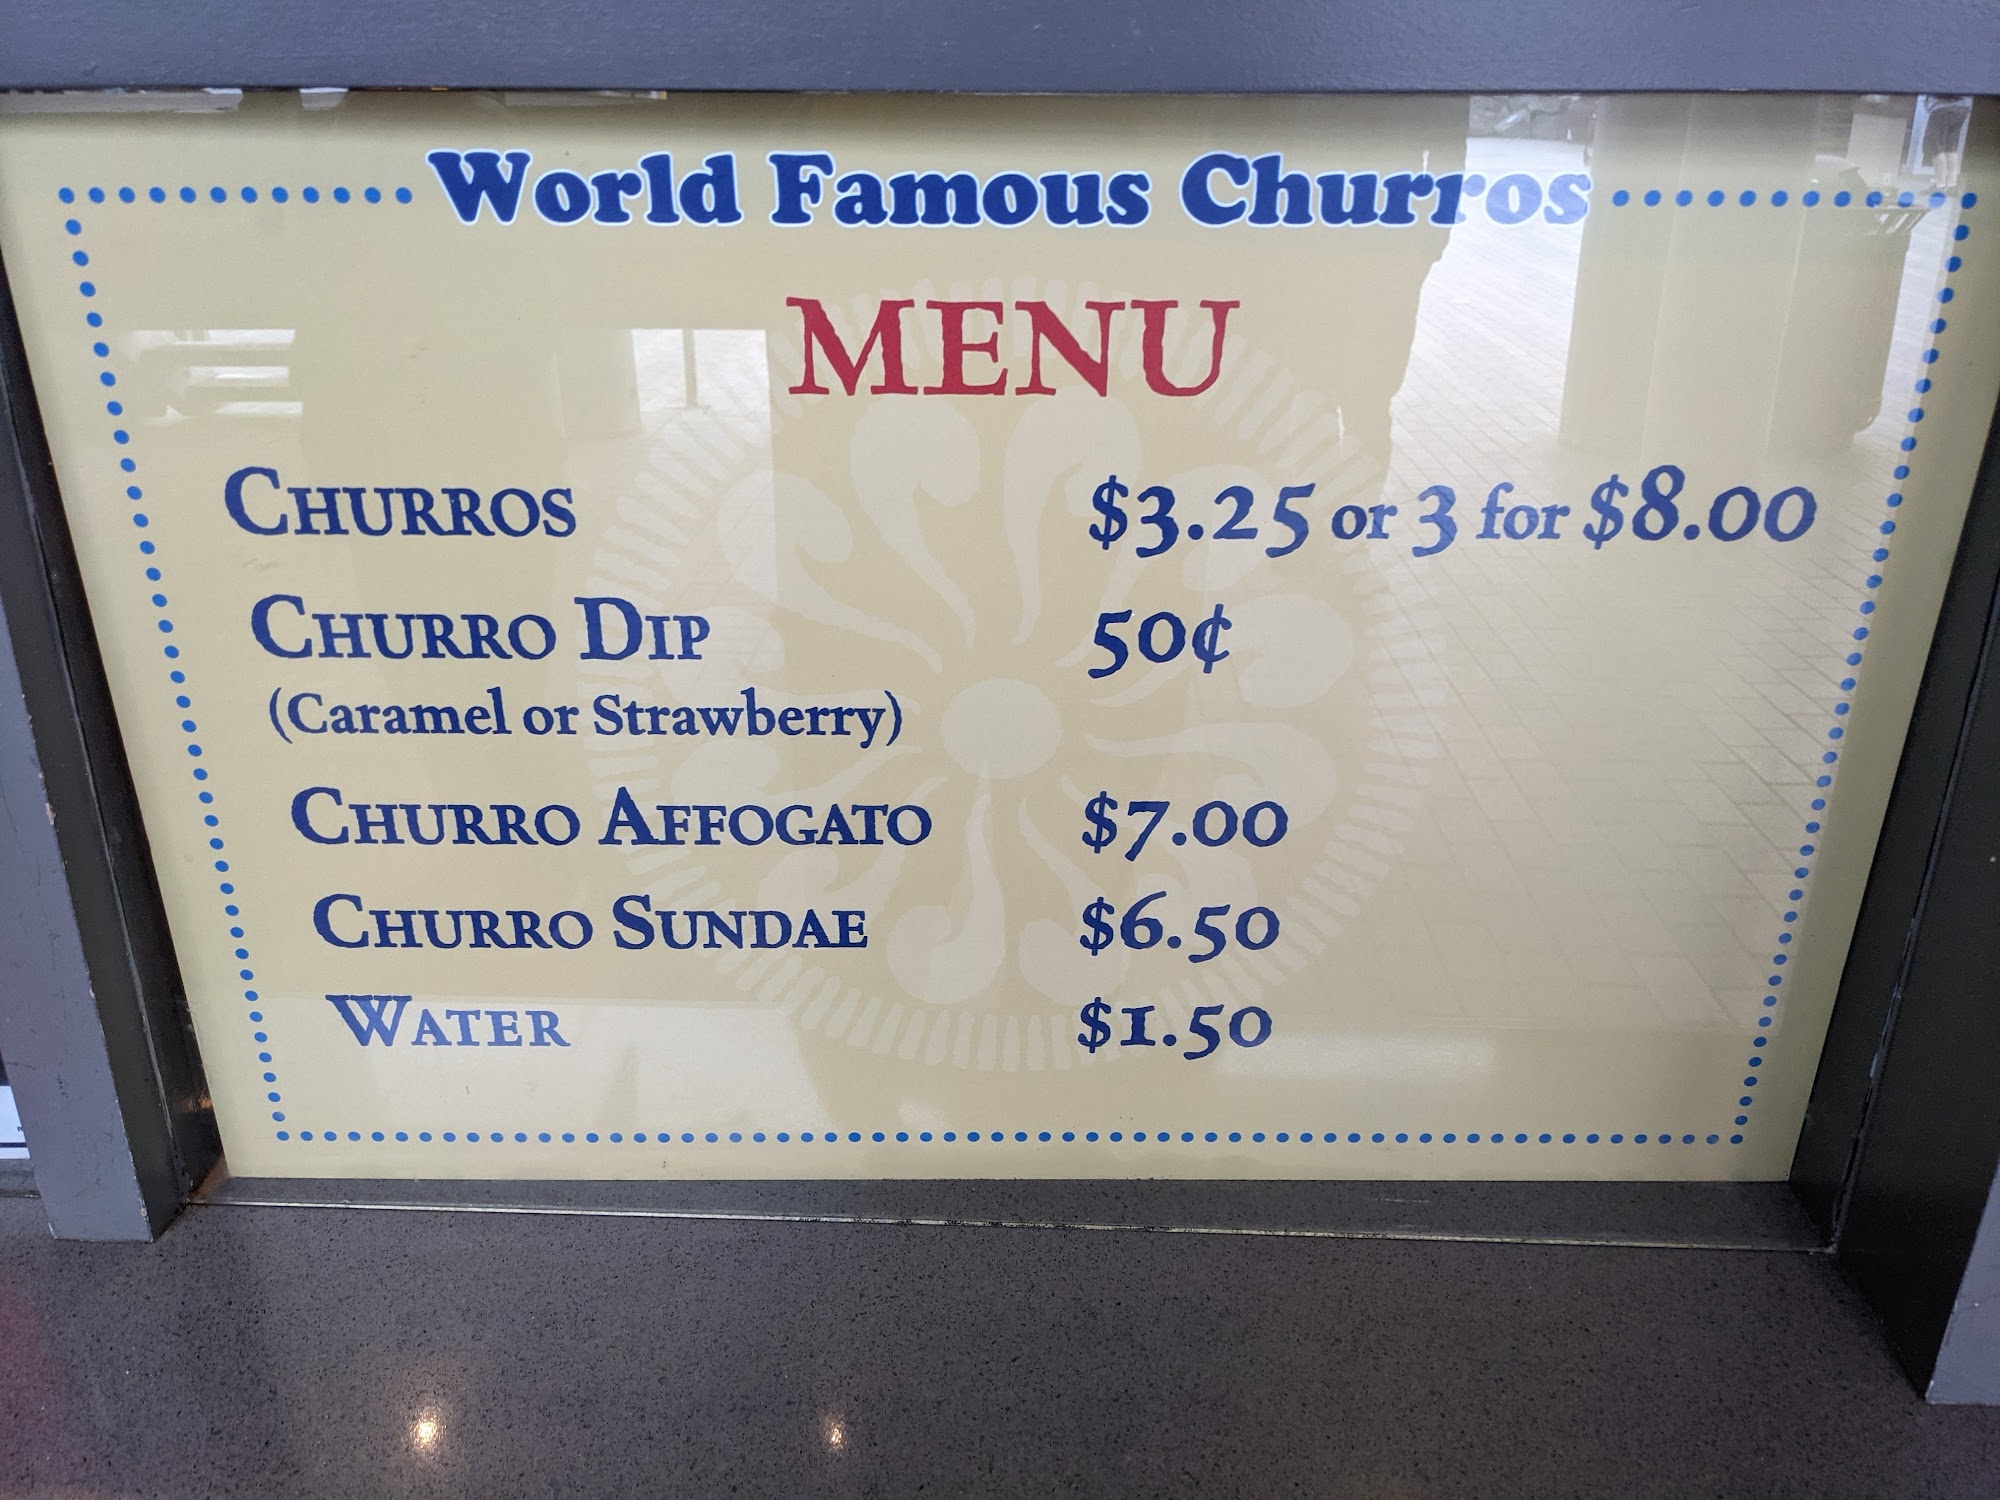 World Famous Churros
MENU
CHURROS $3.25 or 3 for $8.00
CHURRO DIP 50¢
(Caramel or Strawberry)
CHURRO AFFOGATO $7.00
CHURRO SUNDAE $6.50
WATER $1.50